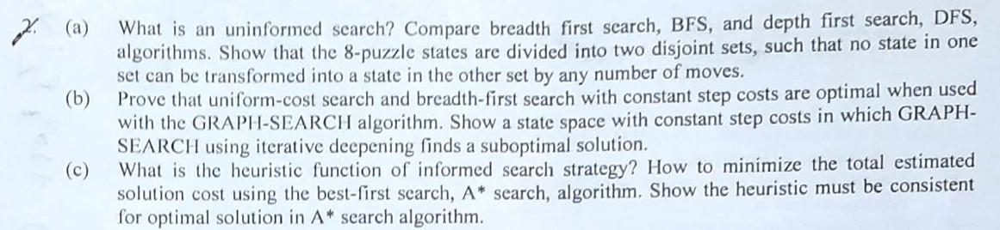 2. (a) What is an uninformed search? Compare breadth first search, BFS, and depth first search, DFS,
algorithms. Show that the 8-puzzle states are divided into two disjoint sets, such that no state in one
set can be transformed into a state in the other set by any number of moves.
(b) Prove that uniform-cost search and breadth-first search with constant step costs are optimal when used
with the GRAPH-SEARCH algorithm. Show a state space with constant step costs in which GRAPH-
SEARCH using iterative deepening finds a suboptimal solution.
(c) What is the heuristic function of informed search strategy? How to minimize the total estimated
solution cost using the best-first search, A* search, algorithm. Show the heuristic must be consistent
for optimal solution in A* search algorithm.